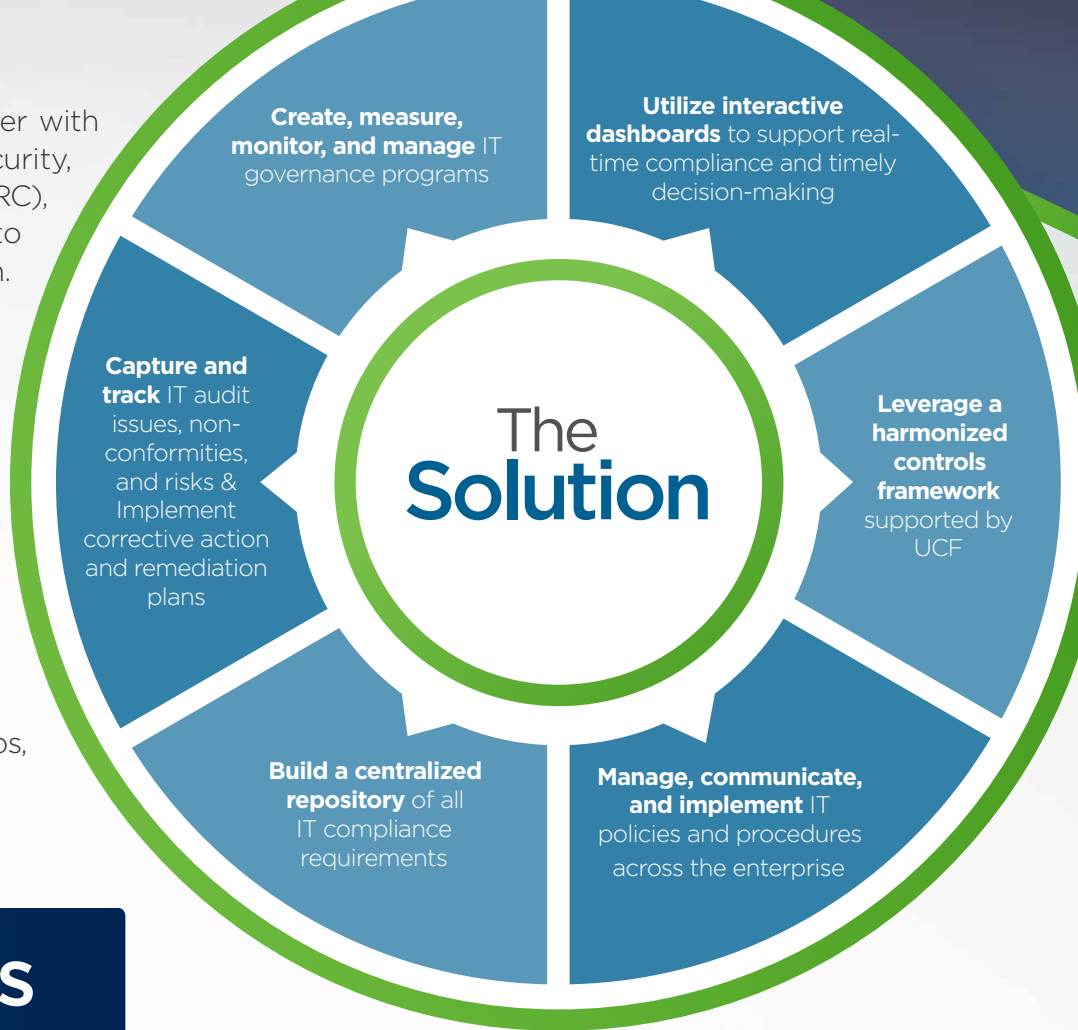 er with
curity,
RC),
to
Create, measure,
monitor, and manage IT
governance programs
Utilize interactive
dashboards to support real-
time compliance and timely
decision-making
Capture and
track IT audit
issues, non-
conformities,
and risks &
Implement
corrective action
and remediation
plans
The
Solution
Leverage a
harmonized
controls
framework
supported by
UCF
Build a centralized
repository of all
IT compliance
requirements
Manage, communicate,
and implement IT
policies and procedures
across the enterprise
s